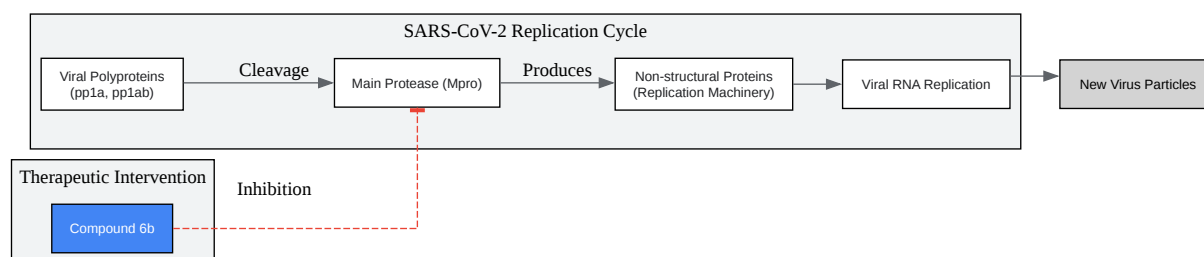 SARS-CoV-2 Replication Cycle
Viral Polyproteins
(pp1a, pp1ab)
Cleavage
Main Protease (Mpro)
Produces
Non-structural Proteins
(Replication Machinery)
Viral RNA Replication
New Virus Particles
Therapeutic Intervention
Inhibition
Compound 6b